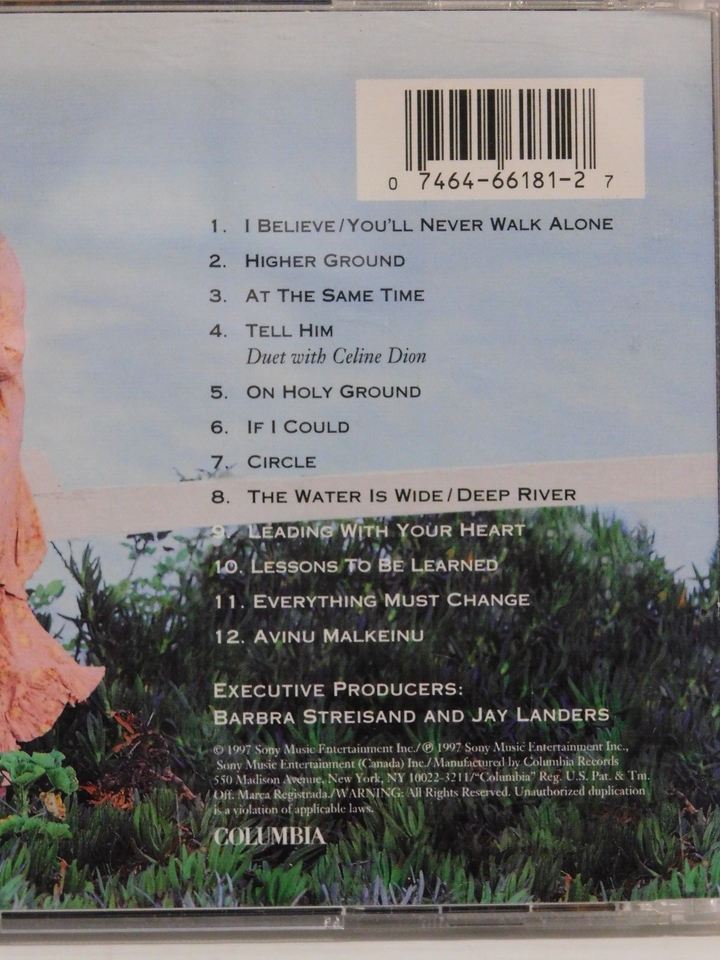 0 7464-66181-2 7
1. I BELIEVE/YOU'LL NEVER WALK ALONE
2. HIGHER GROUND
3. AT THE SAME TIME
4. TELL HIM
Duet with Celine Dion
5. ON HOLY GROUND
6. IF I COULD
7. CIRCLE
8. THE WATER IS WIDE/DEEP RIVER
9. LEADING WITH YOUR HEART
10. LESSONS TO BE LEARNED
11. EVERYTHING MUST CHANGE
12. AVINU MALKEINU
EXECUTIVE PRODUCERS:
BARBRA STREISAND AND JAY LANDERS
© 1997 Sony Music Entertainment Inc./℗ 1997 Sony Music Entertainment Inc.,
Sony Music Entertainment (Canada) Inc./Manufactured by Columbia Records
550 Madison Avenue, New York, NY 10022-3211/"Columbia" Reg. U.S. Pat. & Tm.
Off. Marca Registrada./WARNING: All Rights Reserved. Unauthorized duplication
is a violation of applicable laws.
COLUMBIA